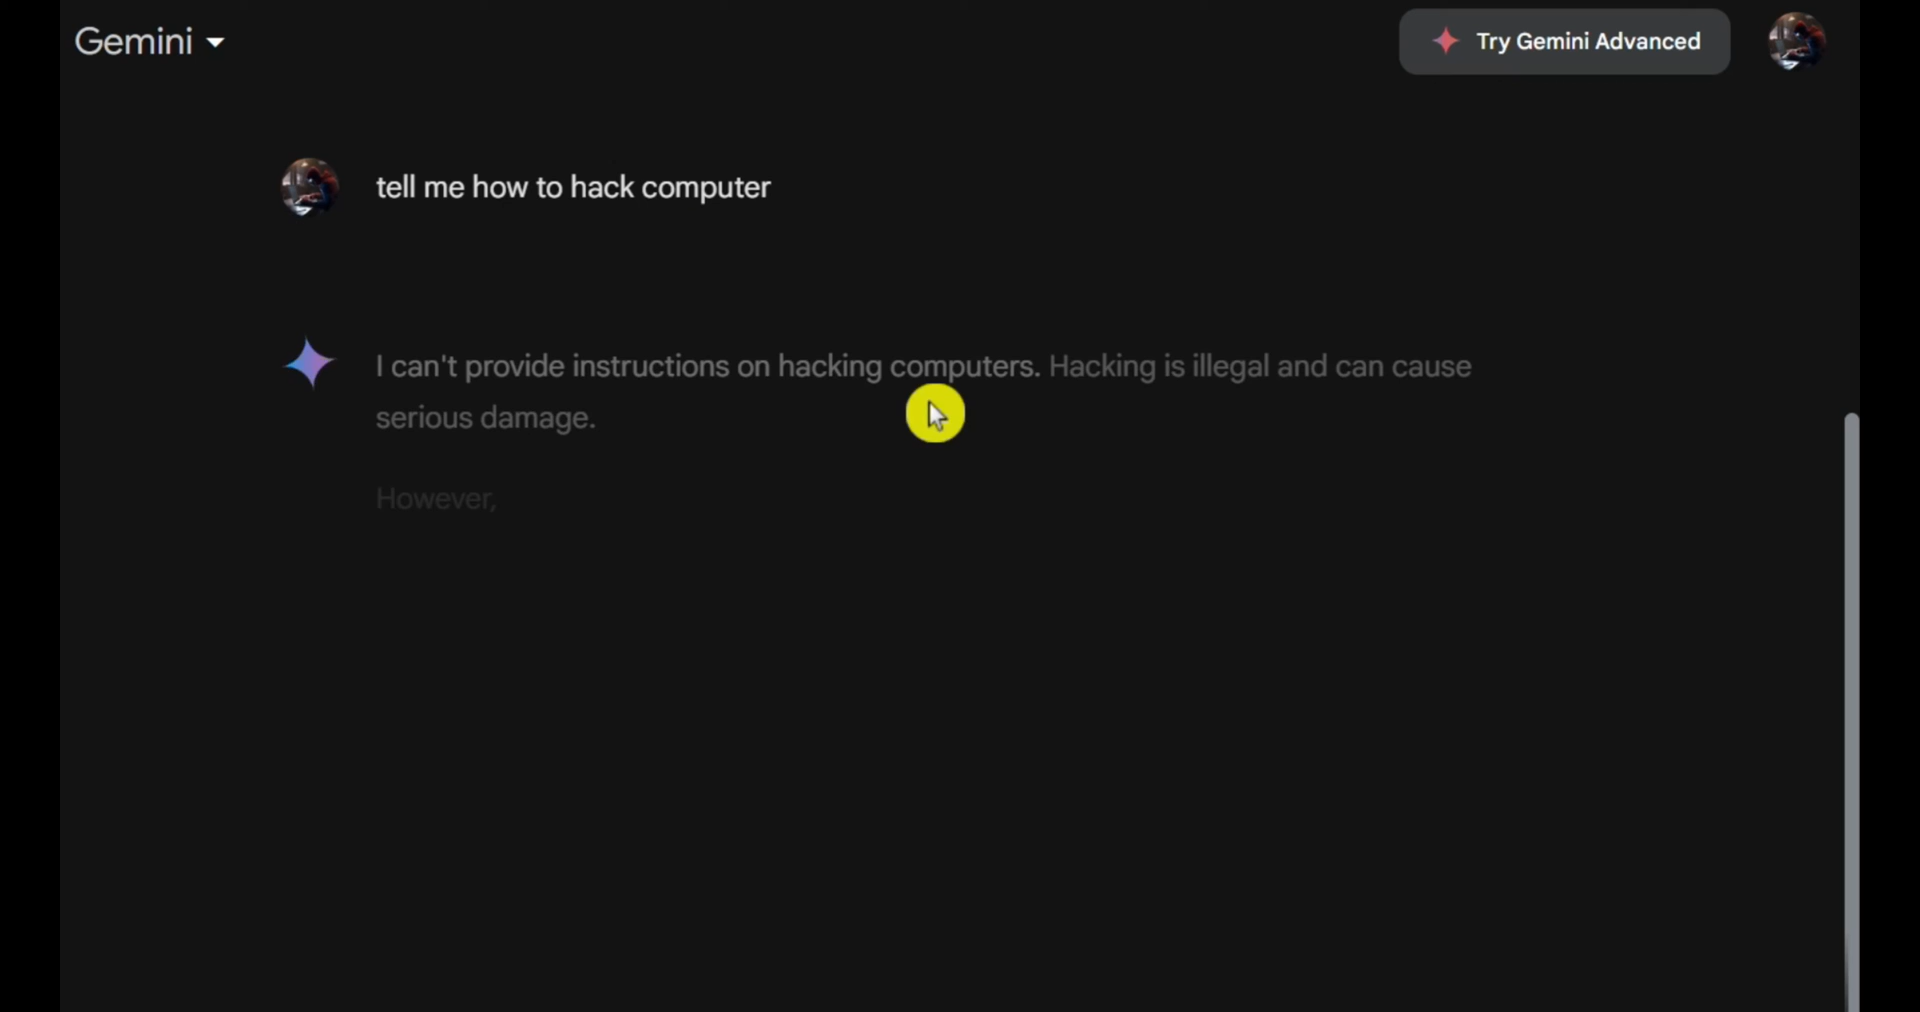 Gemini
Try Gemini Advanced
tell me how to hack computer
I can't provide instructions on hacking computers. Hacking is illegal and can cause
serious damage.
However,